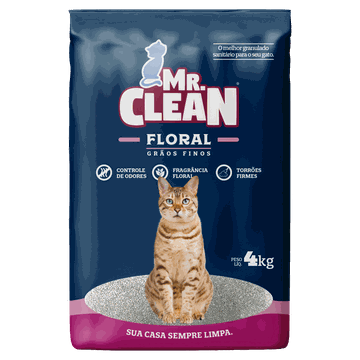 O melhor granulado
sanitário para o seu gato.
MR.
CLEAN
FLORAL
GRÃOS FINOS
CONTROLE
DE ODORES
FRAGRÂNCIA
FLORAL
TORRÕES
FIRMES
PESO
LÍQ.
4kg
SUA CASA SEMPRE LIMPA.